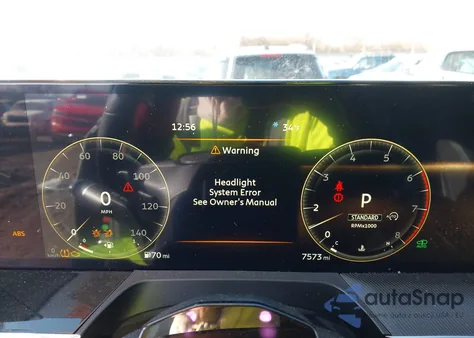 12:56
34°
Warning
Headlight
System Error
See Owner's Manual
60
80
40
100
20
120
0
MPH
140
0
ABS
70 mi
4
5
3
6
2
7
1
8
0
P
STANDARD
RPMx1000
C
H
7573 mi
autoSnap